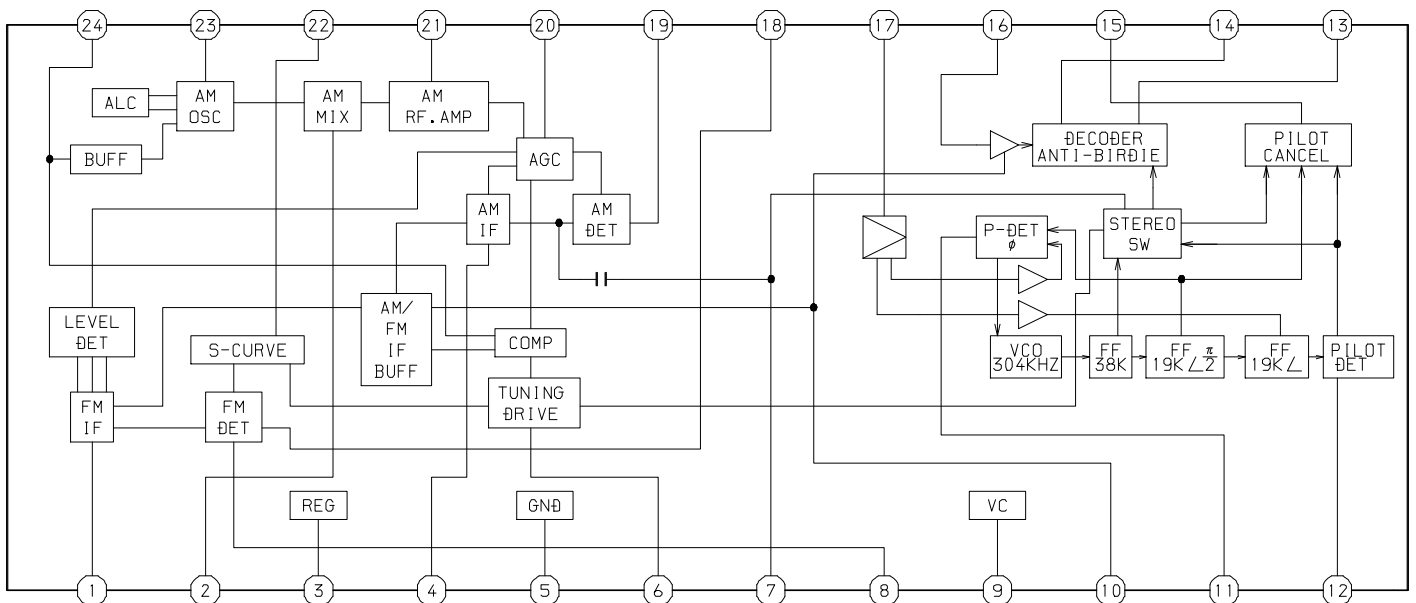 24 23 22 21 20 19 18 17 16 15 14 13
ALC
AM
OSC
AM
MIX
AM
RF.AMP
BUFF
AGC
DECODER
ANTI-BIRDIE
PILOT
CANCEL
AM
IF
AM
DET
P-DET
φ
STEREO
SW
LEVEL
DET
S-CURVE
AM/
FM
IF
BUFF
COMP
VCO
304KHZ
FF
38K
FF
19K∠π/2
FF
19K∠
PILOT
DET
FM
IF
FM
DET
TUNING
DRIVE
REG
GND
VC
1 2 3 4 5 6 7 8 9 10 11 12